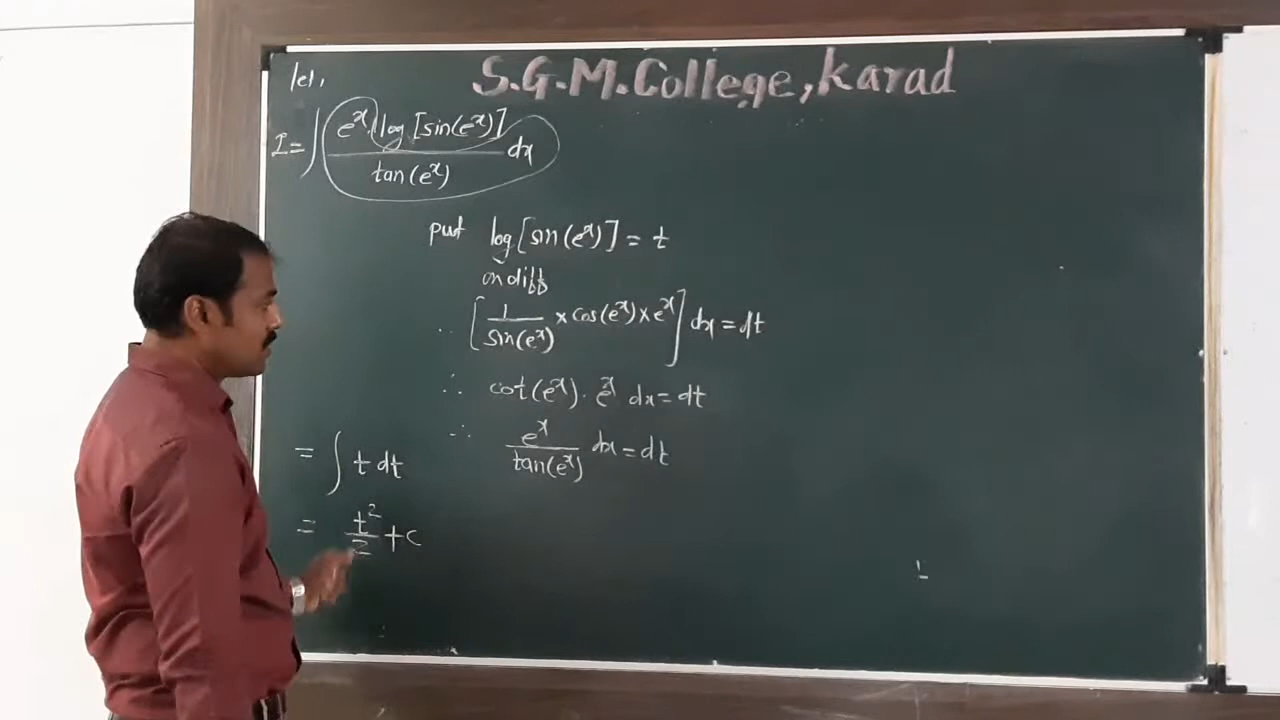 S.G.M.College, Karad
let,
I = ∫ e^x log[sin(e^x)] / tan(e^x) dx
put log[sin(e^x)] = t
on diff
∴ [1/sin(e^x) × cos(e^x) × e^x] dx = dt
∴ cot(e^x) . e^x dx = dt
∴ e^x / tan(e^x) dx = dt
= ∫ t dt
= t^2/2 + c